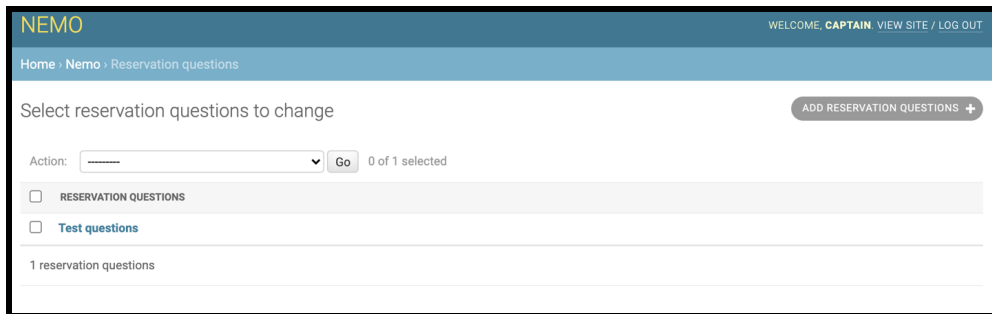 NEMO
WELCOME, CAPTAIN. VIEW SITE / LOG OUT
Home › Nemo › Reservation questions
Select reservation questions to change
ADD RESERVATION QUESTIONS +
Action: --------- Go 0 of 1 selected
RESERVATION QUESTIONS
Test questions
1 reservation questions